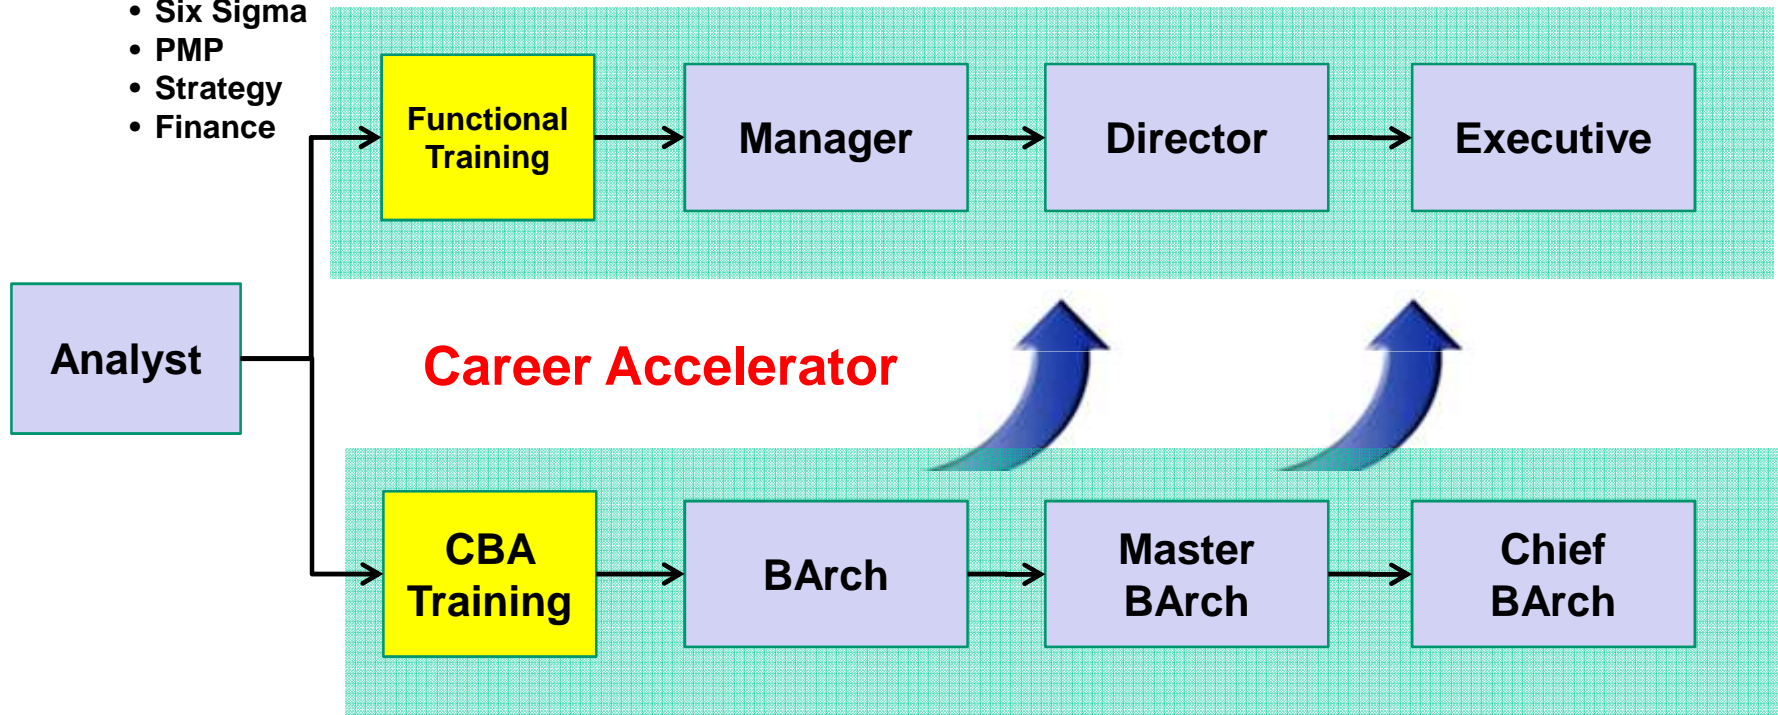 • Six Sigma
• PMP
• Strategy
• Finance
Functional
Training
Manager
Director
Executive
Analyst
Career Accelerator
CBA
Training
BArch
Master
BArch
Chief
BArch